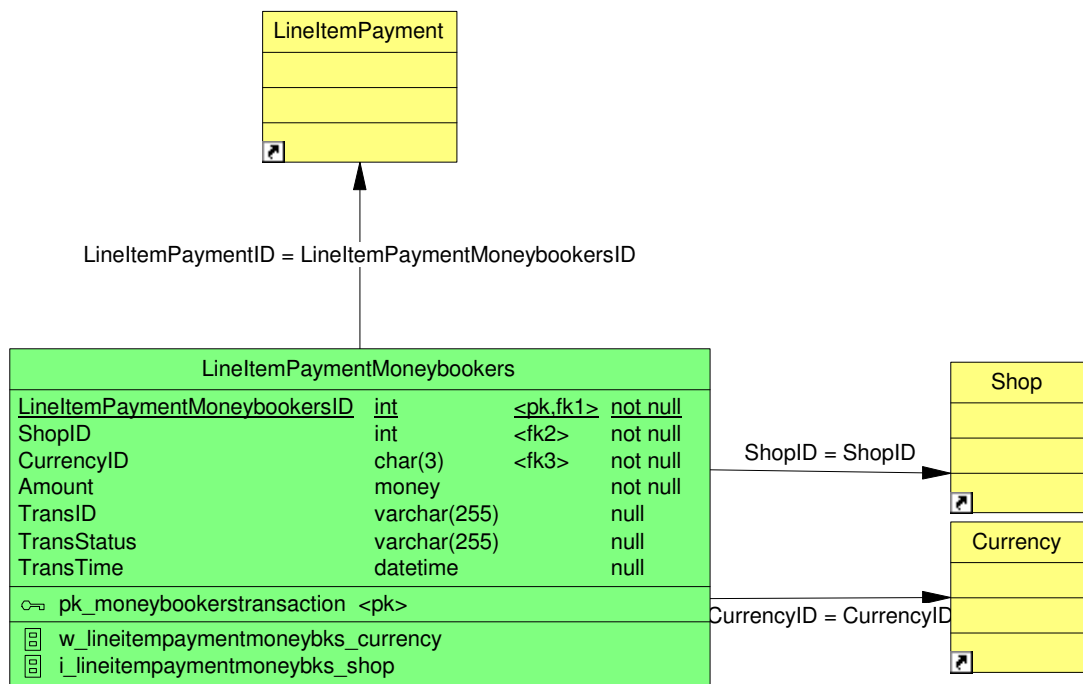 LineItemPayment
LineItemPaymentID = LineItemPaymentMoneybookersID
LineItemPaymentMoneybookers
LineItemPaymentMoneybookersID int <pk,fk1> not null
ShopID int <fk2> not null
CurrencyID char(3) <fk3> not null
Amount money not null
TransID varchar(255) null
TransStatus varchar(255) null
TransTime datetime null
pk_moneybookerstransaction <pk>
w_lineitempaymentmoneybks_currency
i_lineitempaymentmoneybks_shop
ShopID = ShopID
Shop
CurrencyID = CurrencyID
Currency